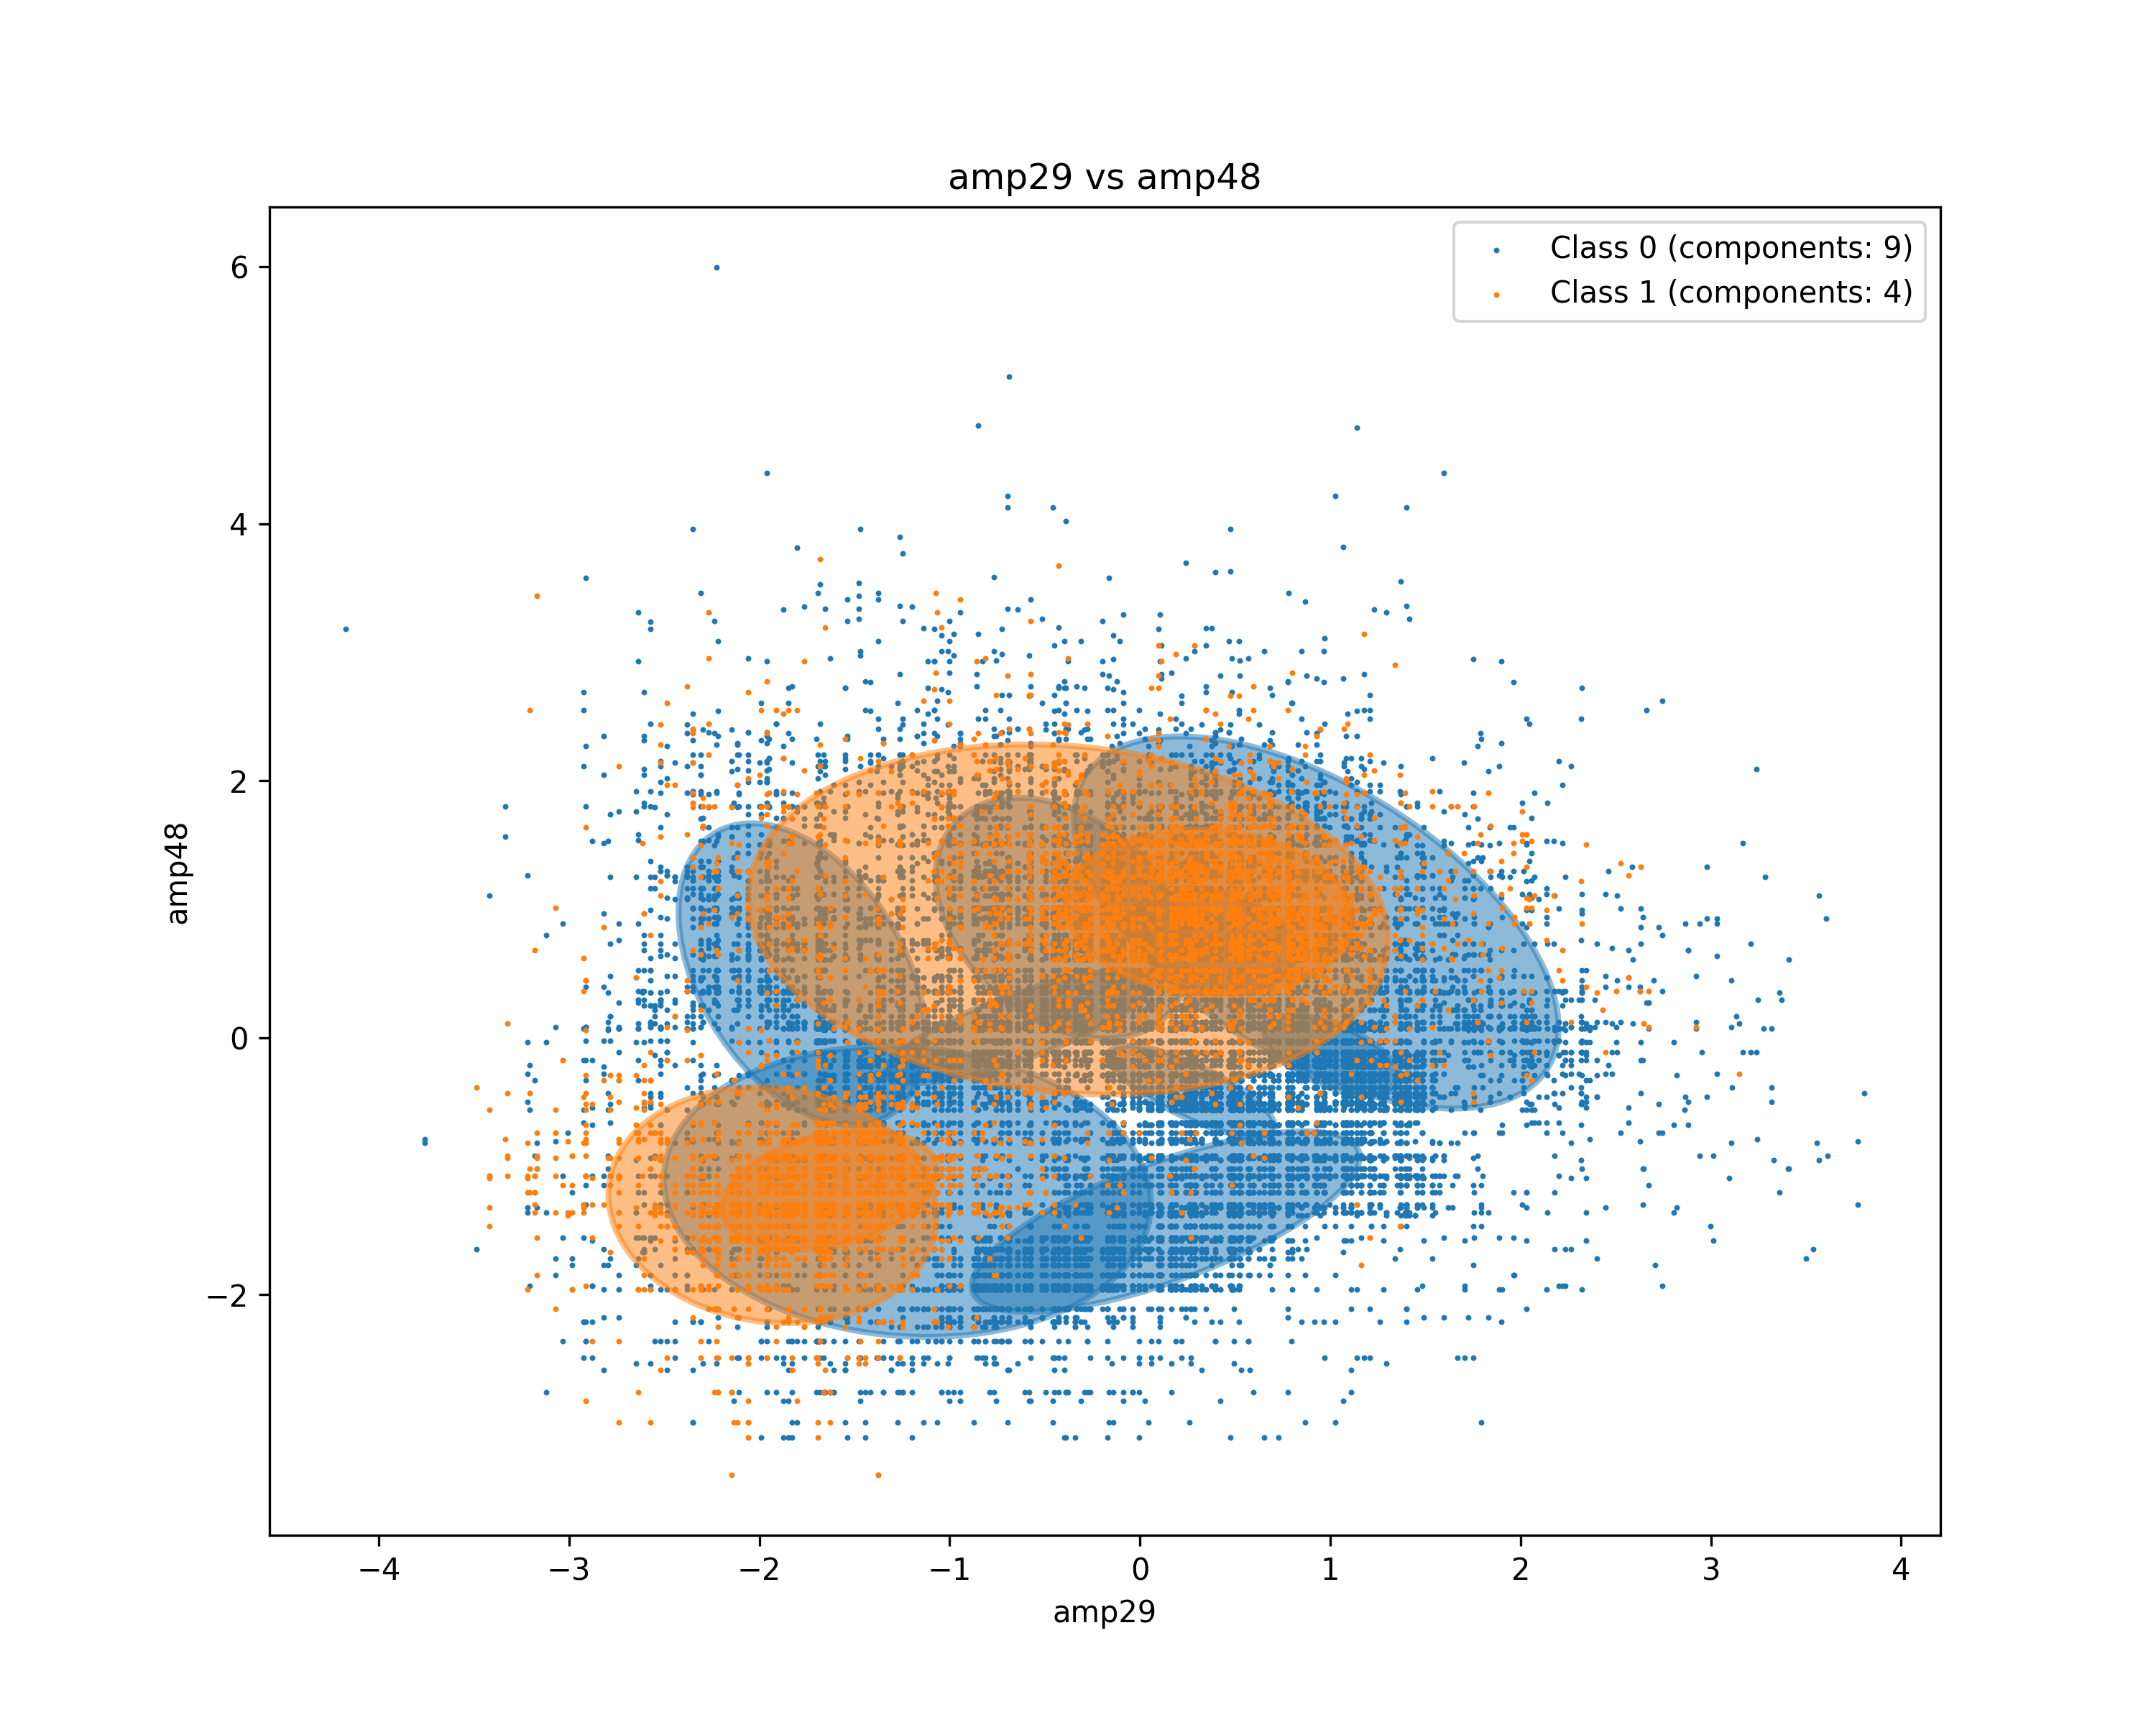 amp29 vs amp48
Class 0 (components: 9)
Class 1 (components: 4)
6
4
2
0
−2
amp48
−4
−3
−2
−1
0
1
2
3
4
amp29